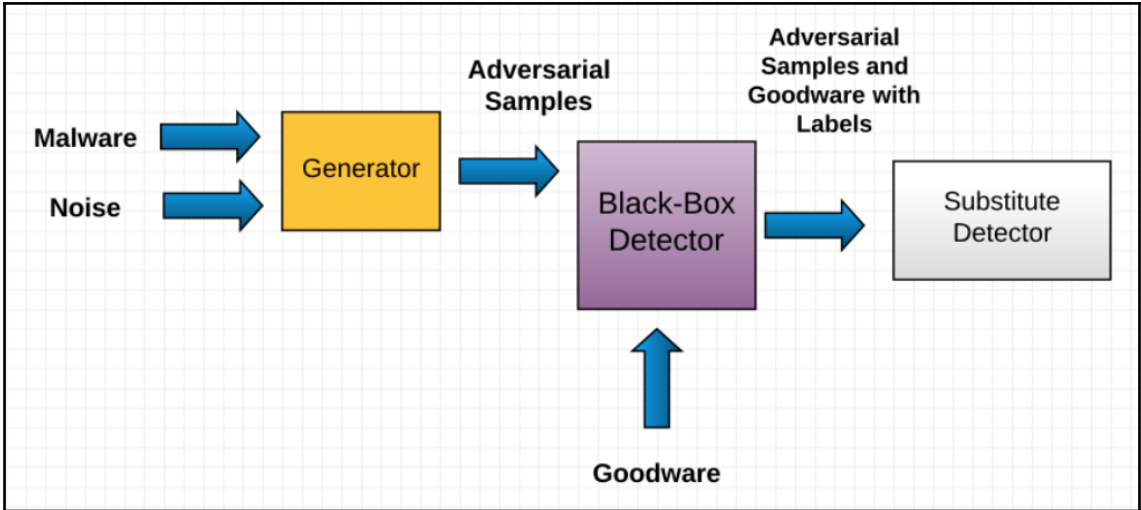 Malware
Noise
Generator
Adversarial
Samples
Black-Box
Detector
Goodware
Adversarial
Samples and
Goodware with
Labels
Substitute
Detector